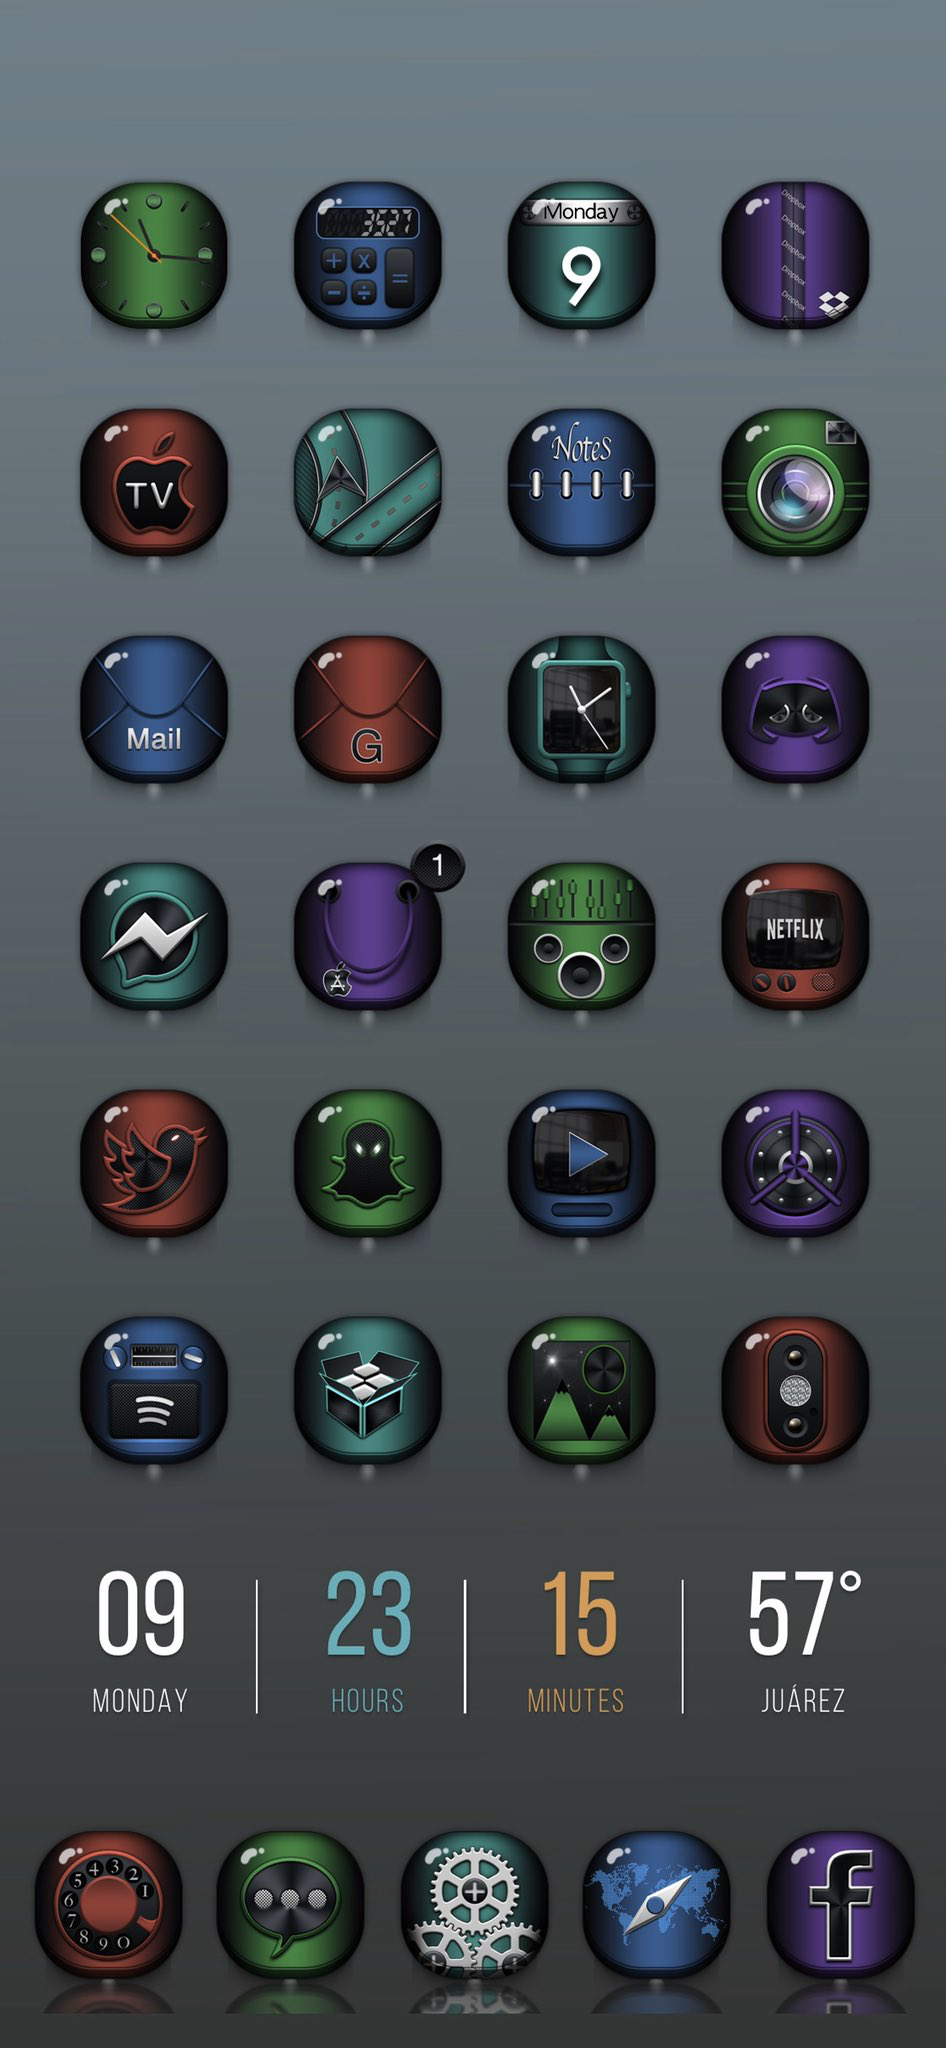 3527
Monday
9
Dropbox
Dropbox
Dropbox
Dropbox
Dropbox
TV
Notes
Mail
G
1
NETFLIX
09
MONDAY
23
HOURS
15
MINUTES
57°
JUÁREZ
1
2
3
4
5
6
7
8
9
0
f